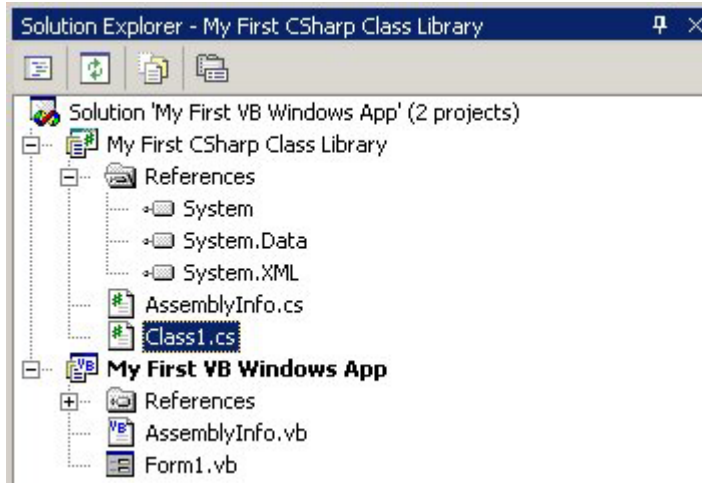 Solution Explorer - My First CSharp Class Library
Solution 'My First VB Windows App' (2 projects)
My First CSharp Class Library
References
System
System.Data
System.XML
AssemblyInfo.cs
Class1.cs
My First VB Windows App
References
AssemblyInfo.vb
Form1.vb